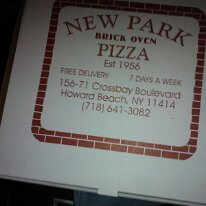 NEW PARK
BRICK OVEN
PIZZA
Est 1956
FREE DELIVERY 7 DAYS A WEEK
156-71 Crossbay Boulevard
Howard Beach, NY 11414
(718) 641-3082